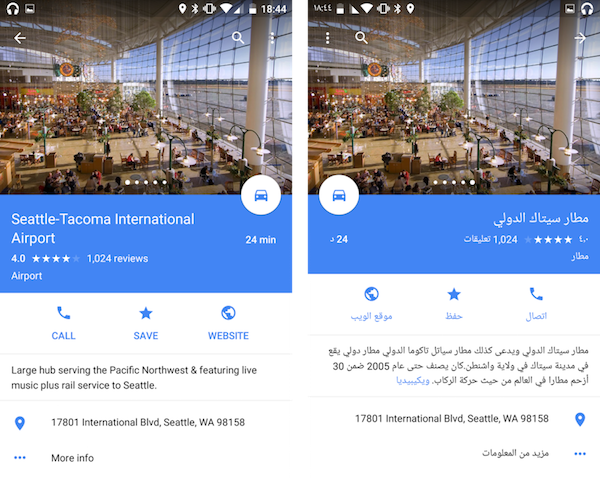 18:44
Seattle-Tacoma International
Airport
24 min
4.0 1,024 reviews
Airport
CALL SAVE WEBSITE
Large hub serving the Pacific Northwest & featuring live
music plus rail service to Seattle.
17801 International Blvd, Seattle, WA 98158
More info
١٨:٤٤
مطار سيتاك الدولي
٤,٠ 1,024 تعليقات
24 د
مطار
اتصال حفظ موقع الويب
مطار سيتاك الدولي ويدعى كذلك مطار سياتل تاكوما الدولي مطار دولي يقع
في مدينة سيتاك في ولاية واشنطن.كان يصنف حتى عام 2005 ضمن 30
أزحم مطارا في العالم من حيث حركة الركاب. ويكيبيديا
17801 International Blvd, Seattle, WA 98158
مزيد من المعلومات